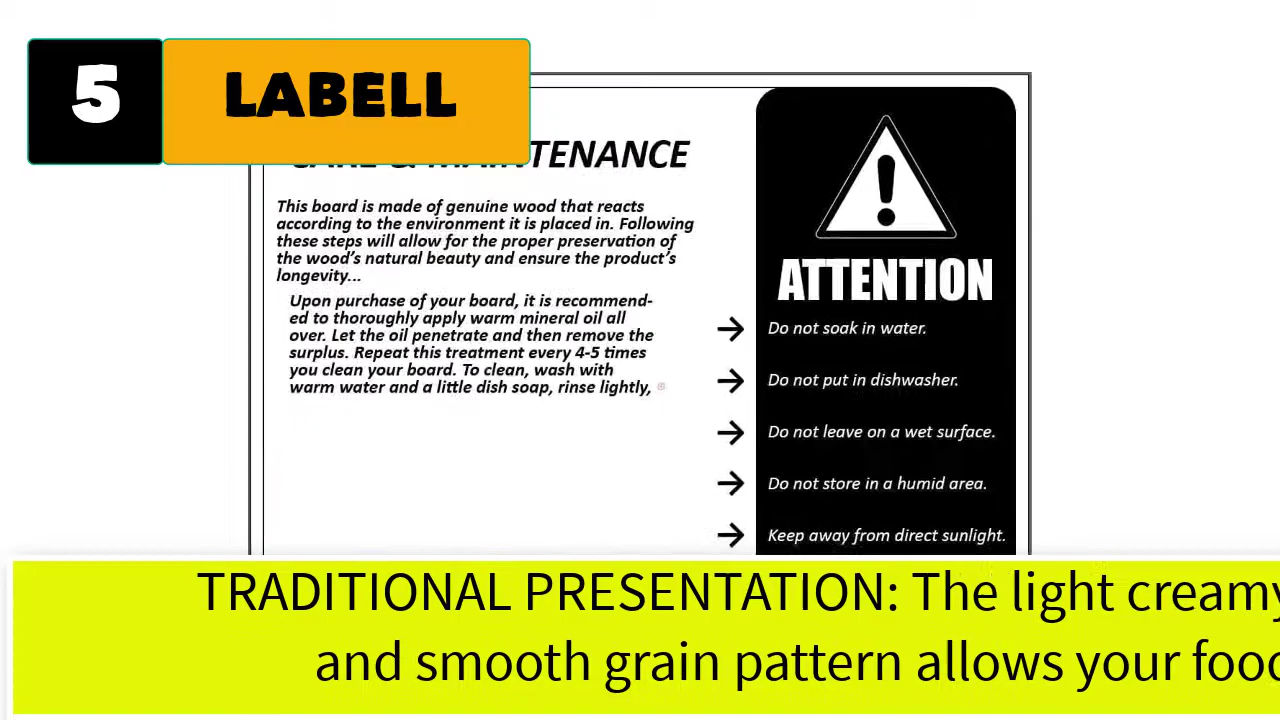 5 LABELL
TENANCE
This board is made of genuine wood that reacts
according to the environment it is placed in. Following
these steps will allow for the proper preservation of
the wood's natural beauty and ensure the product's
longevity...
Upon purchase of your board, it is recommend-
ed to thoroughly apply warm mineral oil all
over. Let the oil penetrate and then remove the
surplus. Repeat this treatment every 4-5 times
you clean your board. To clean, wash with
warm water and a little dish soap, rinse lightly,
ATTENTION
→ Do not soak in water.
→ Do not put in dishwasher.
→ Do not leave on a wet surface.
→ Do not store in a humid area.
→ Keep away from direct sunlight.
TRADITIONAL PRESENTATION: The light creamy
and smooth grain pattern allows your food